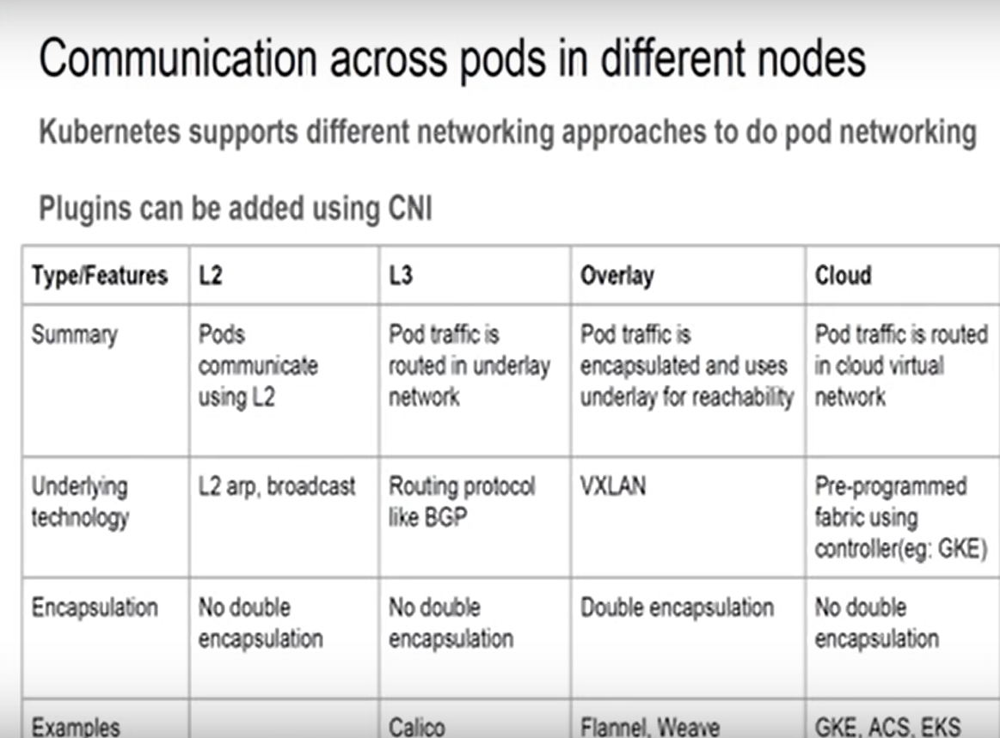 Communication across pods in different nodes
Kubernetes supports different networking approaches to do pod networking
Plugins can be added using CNI
Type/Features L2 L3 Overlay Cloud
Summary
Pods
communicate
using L2
Pod traffic is
routed in underlay
network
Pod traffic is
encapsulated and uses
underlay for reachability
Pod traffic is routed
in cloud virtual
network
Underlying
technology
L2 arp, broadcast
Routing protocol
like BGP
VXLAN
Pre-programmed
fabric using
controller(eg: GKE)
Encapsulation
No double
encapsulation
No double
encapsulation
Double encapsulation
No double
encapsulation
Examples
Calico
Flannel, Weave
GKE, ACS, EKS